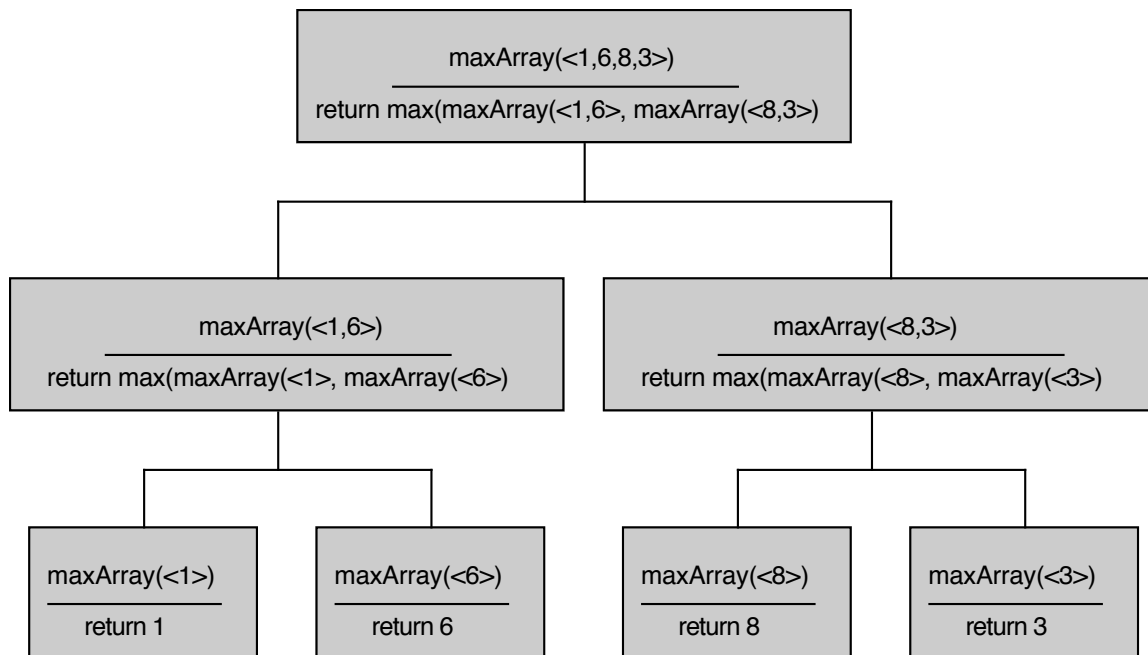 maxArray(<1,6,8,3>)
return max(maxArray(<1,6>, maxArray(<8,3>)
maxArray(<1,6>)
return max(maxArray(<1>, maxArray(<6>)
maxArray(<8,3>)
return max(maxArray(<8>, maxArray(<3>)
maxArray(<1>)
return 1
maxArray(<6>)
return 6
maxArray(<8>)
return 8
maxArray(<3>)
return 3